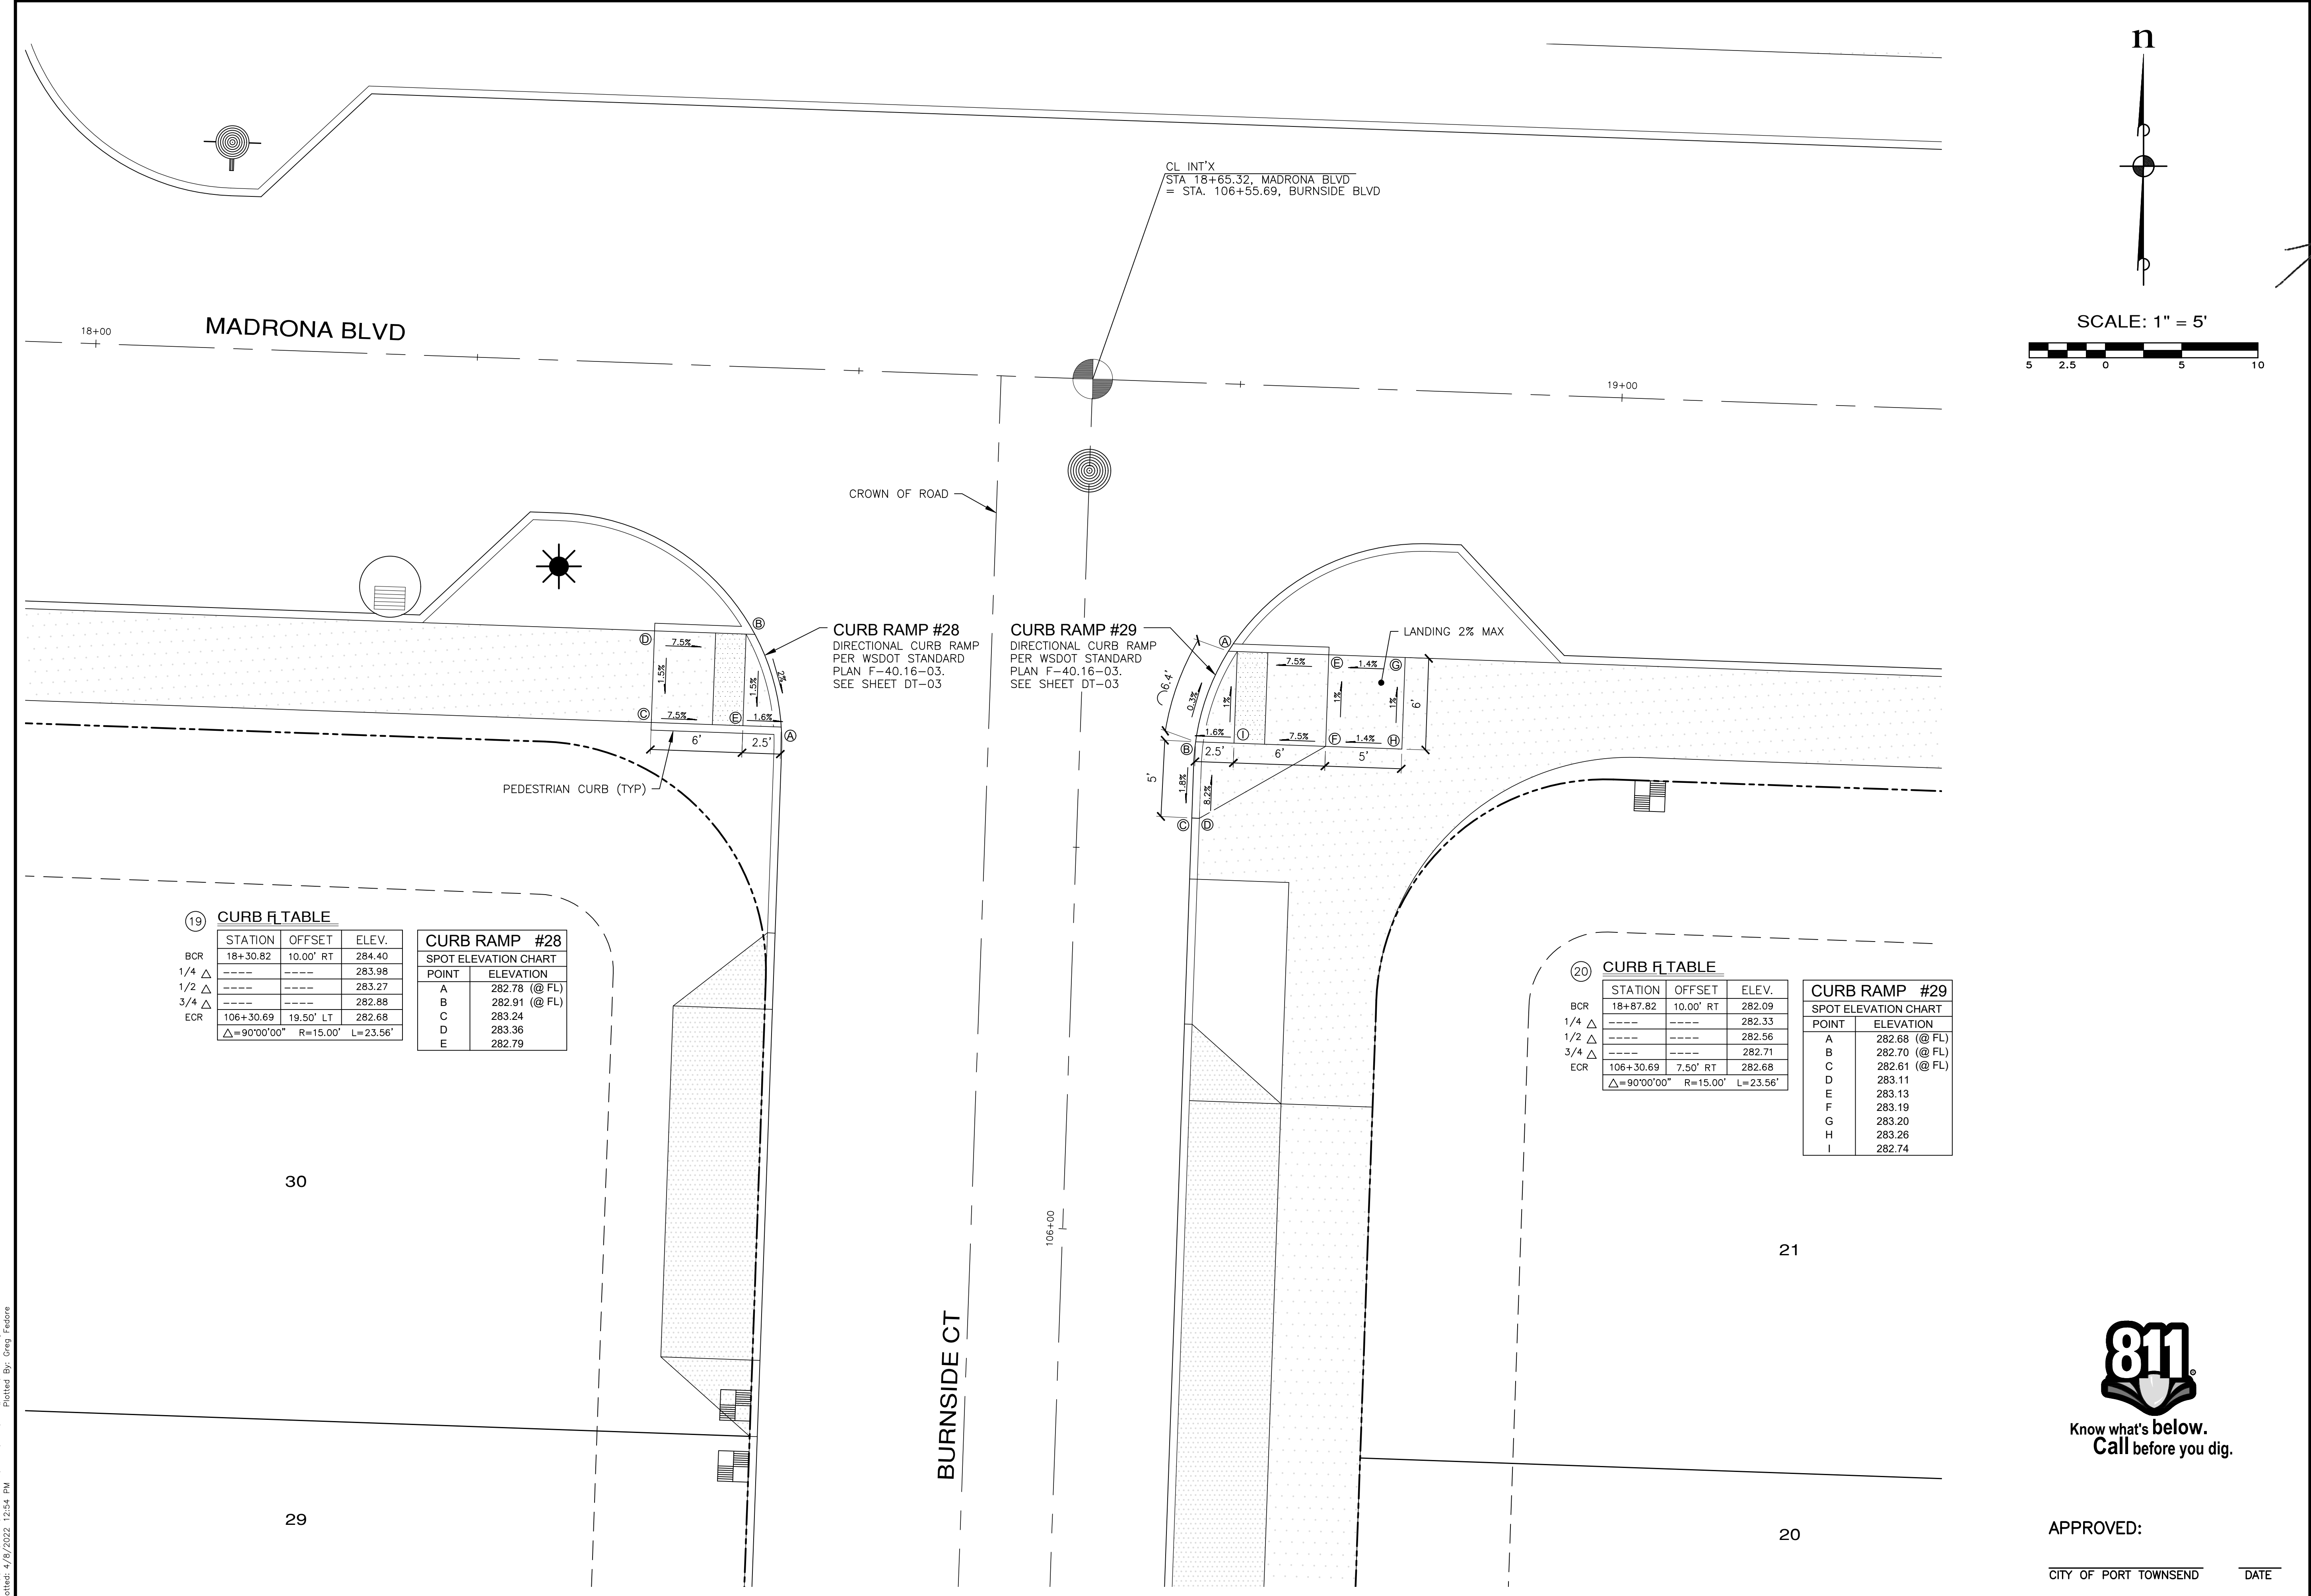 n
CL INT'X
STA 18+65.32, MADRONA BLVD
= STA. 106+55.69, BURNSIDE BLVD
SCALE: 1" = 5'
5 2.5 0 5 10
18+00
MADRONA BLVD
19+00
CROWN OF ROAD
CURB RAMP #28
DIRECTIONAL CURB RAMP
PER WSDOT STANDARD
PLAN F-40.16-03.
SEE SHEET DT-03
CURB RAMP #29
DIRECTIONAL CURB RAMP
PER WSDOT STANDARD
PLAN F-40.16-03.
SEE SHEET DT-03
LANDING 2% MAX
B
D
7.5%
1.5%
1.5%
2%
C
7.5%
E
1.6%
A
6'
2.5'
PEDESTRIAN CURB (TYP)
A
6.4'
0.3%
1%
7.5%
E
1.4%
G
1%
1%
6'
1.6%
I
7.5%
F
1.4%
H
B
2.5'
6'
5'
5'
1.8%
8.2%
C
D
19 CURB FL TABLE
STATION OFFSET ELEV.
BCR 18+30.82 10.00' RT 284.40
1/4 △ ---- ---- 283.98
1/2 △ ---- ---- 283.27
3/4 △ ---- ---- 282.88
ECR 106+30.69 19.50' LT 282.68
△=90°00'00" R=15.00' L=23.56'
CURB RAMP #28
SPOT ELEVATION CHART
POINT ELEVATION
A 282.78 (@ FL)
B 282.91 (@ FL)
C 283.24
D 283.36
E 282.79
20 CURB FL TABLE
STATION OFFSET ELEV.
BCR 18+87.82 10.00' RT 282.09
1/4 △ ---- ---- 282.33
1/2 △ ---- ---- 282.56
3/4 △ ---- ---- 282.71
ECR 106+30.69 7.50' RT 282.68
△=90°00'00" R=15.00' L=23.56'
CURB RAMP #29
SPOT ELEVATION CHART
POINT ELEVATION
A 282.68 (@ FL)
B 282.70 (@ FL)
C 282.61 (@ FL)
D 283.11
E 283.13
F 283.19
G 283.20
H 283.26
I 282.74
30
21
106+00
BURNSIDE CT
29
20
811
Know what's below.
Call before you dig.
APPROVED:
CITY OF PORT TOWNSEND DATE
4/8/2022 12:54 PM Plotted By: Greg Fedore